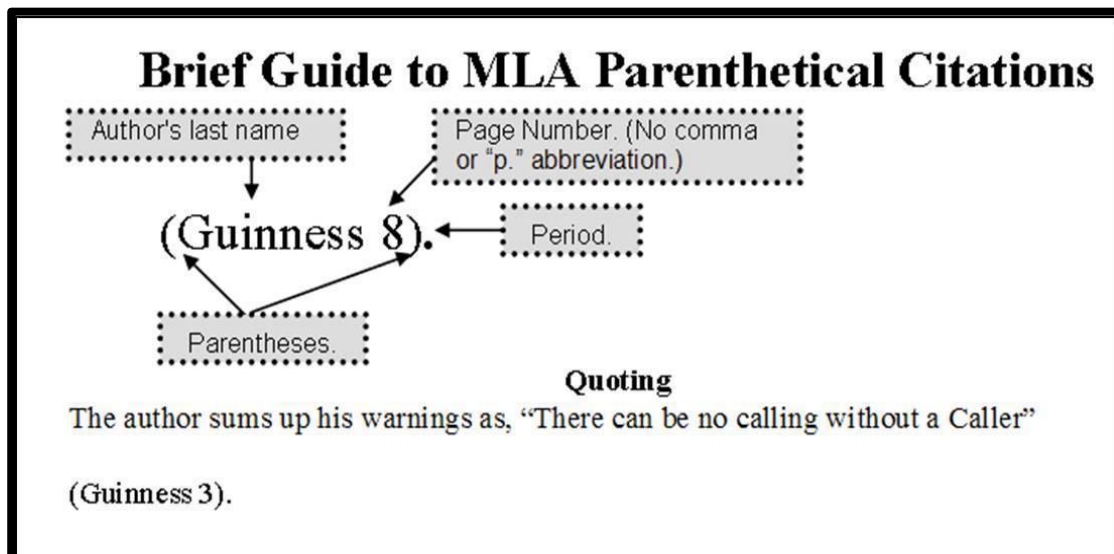 Brief Guide to MLA Parenthetical Citations
Author's last name
Page Number. (No comma
or “p.” abbreviation.)
(Guinness 8).
Period.
Parentheses.
Quoting
The author sums up his warnings as, “There can be no calling without a Caller”
(Guinness 3).